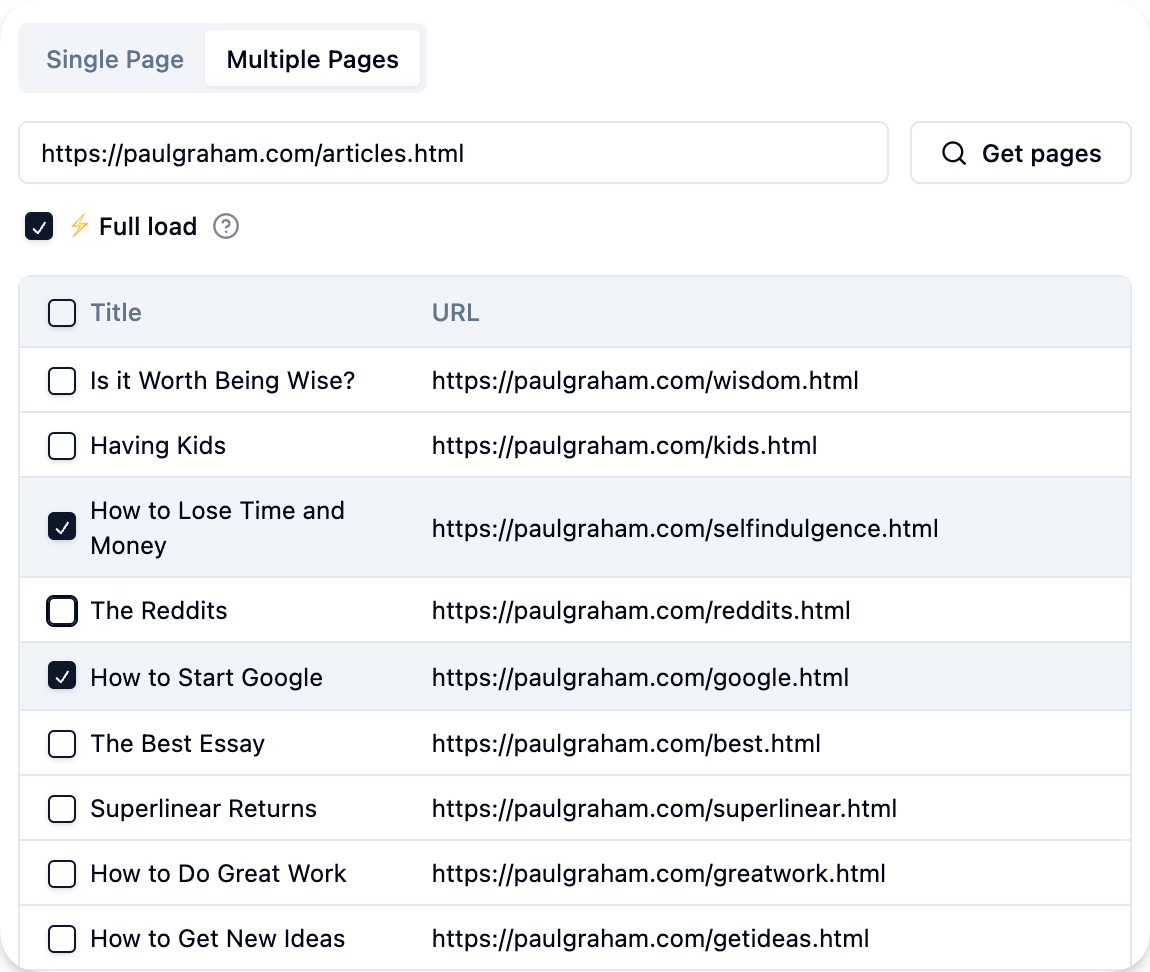 Single Page Multiple Pages
https://paulgraham.com/articles.html Get pages
⚡ Full load ?
Title URL
Is it Worth Being Wise? https://paulgraham.com/wisdom.html
Having Kids https://paulgraham.com/kids.html
How to Lose Time and
Money https://paulgraham.com/selfindulgence.html
The Reddits https://paulgraham.com/reddits.html
How to Start Google https://paulgraham.com/google.html
The Best Essay https://paulgraham.com/best.html
Superlinear Returns https://paulgraham.com/superlinear.html
How to Do Great Work https://paulgraham.com/greatwork.html
How to Get New Ideas https://paulgraham.com/getideas.html